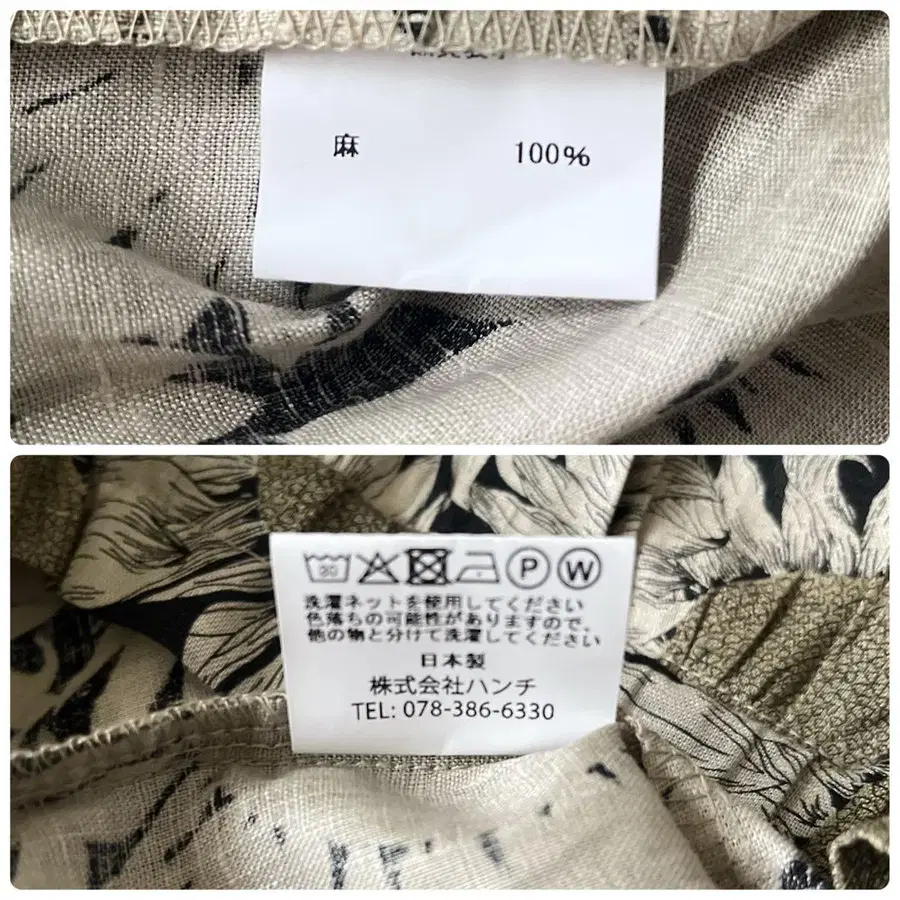 麻 100%
30
P W
洗濯ネットを使用してください
色落ちの可能性がありますので、
他の物と分けて洗濯してください
日本製
株式会社ハンチ
TEL: 078-386-6330